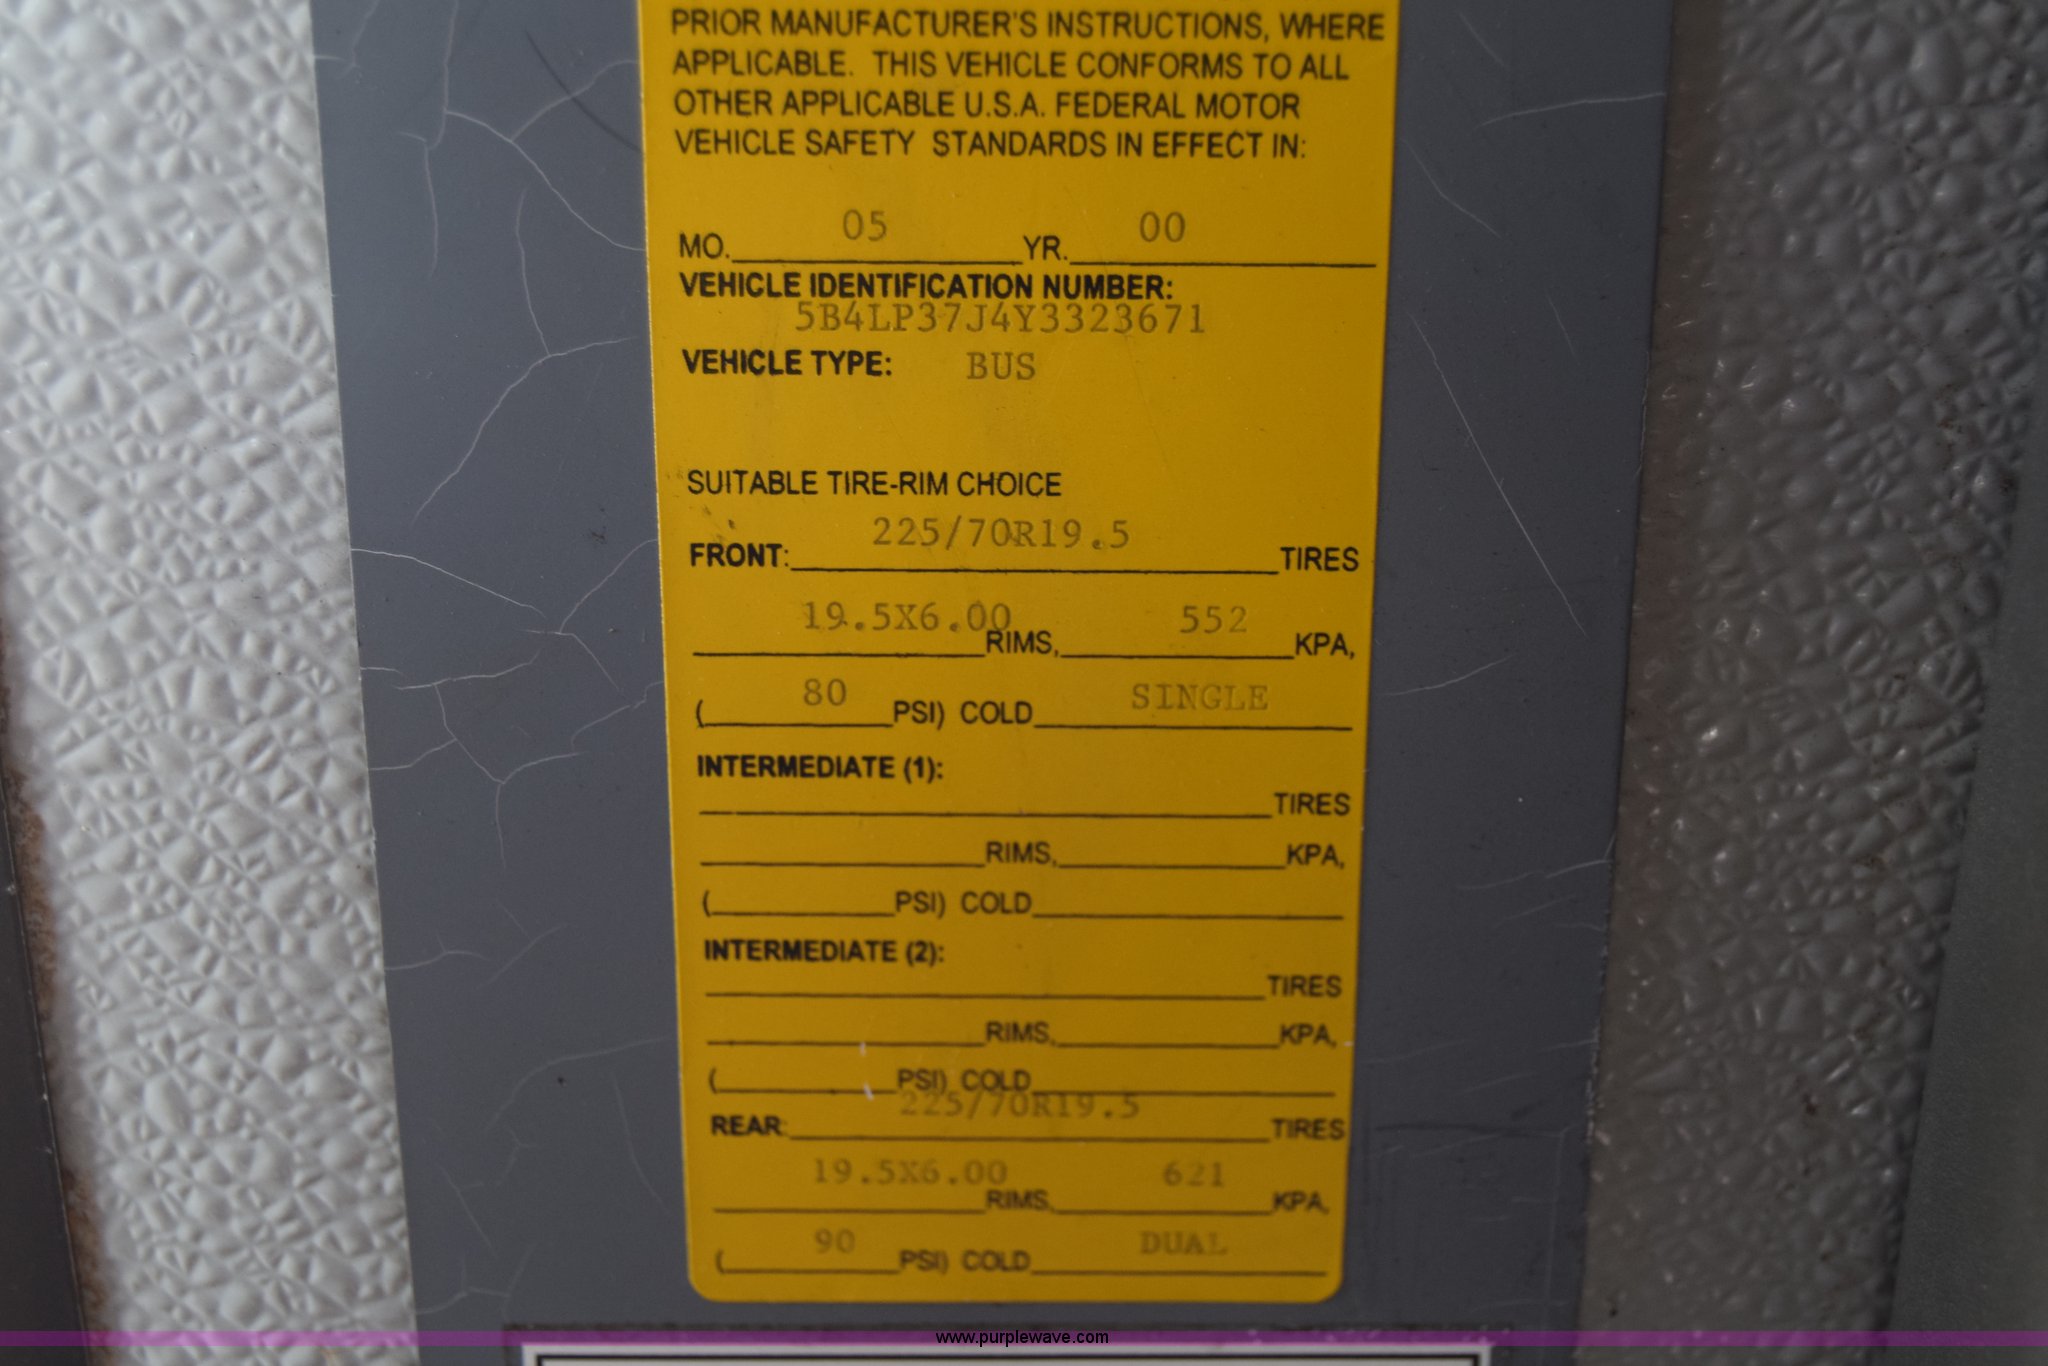 PRIOR MANUFACTURER'S INSTRUCTIONS, WHERE
APPLICABLE. THIS VEHICLE CONFORMS TO ALL
OTHER APPLICABLE U.S.A. FEDERAL MOTOR
VEHICLE SAFETY STANDARDS IN EFFECT IN:
MO. 05 YR. 00
VEHICLE IDENTIFICATION NUMBER:
5B4LP37J4Y3323671
VEHICLE TYPE: BUS
SUITABLE TIRE-RIM CHOICE
FRONT: 225/70R19.5 TIRES
19.5X6.00 RIMS, 552 KPA,
( 80 PSI) COLD SINGLE
INTERMEDIATE (1):
TIRES
RIMS, KPA,
( PSI) COLD
INTERMEDIATE (2):
TIRES
RIMS, KPA,
( PSI) COLD
REAR: 225/70R19.5 TIRES
19.5X6.00 RIMS, 621 KPA,
( 90 PSI) COLD DUAL
www.purplewave.com